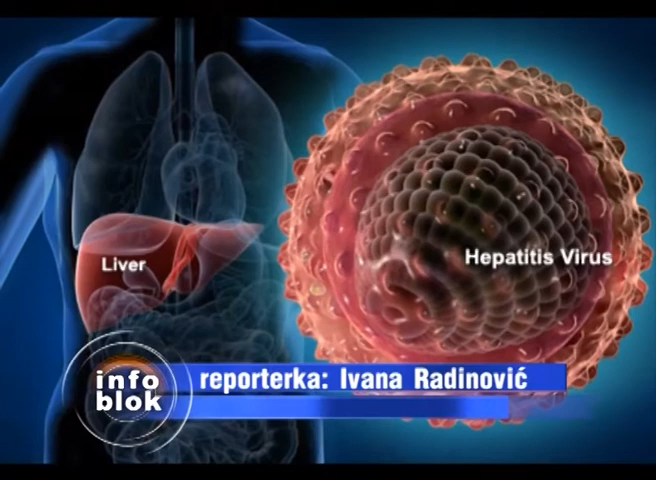 Liver
Hepatitis Virus
reporterka: Ivana Radinović
info
blok